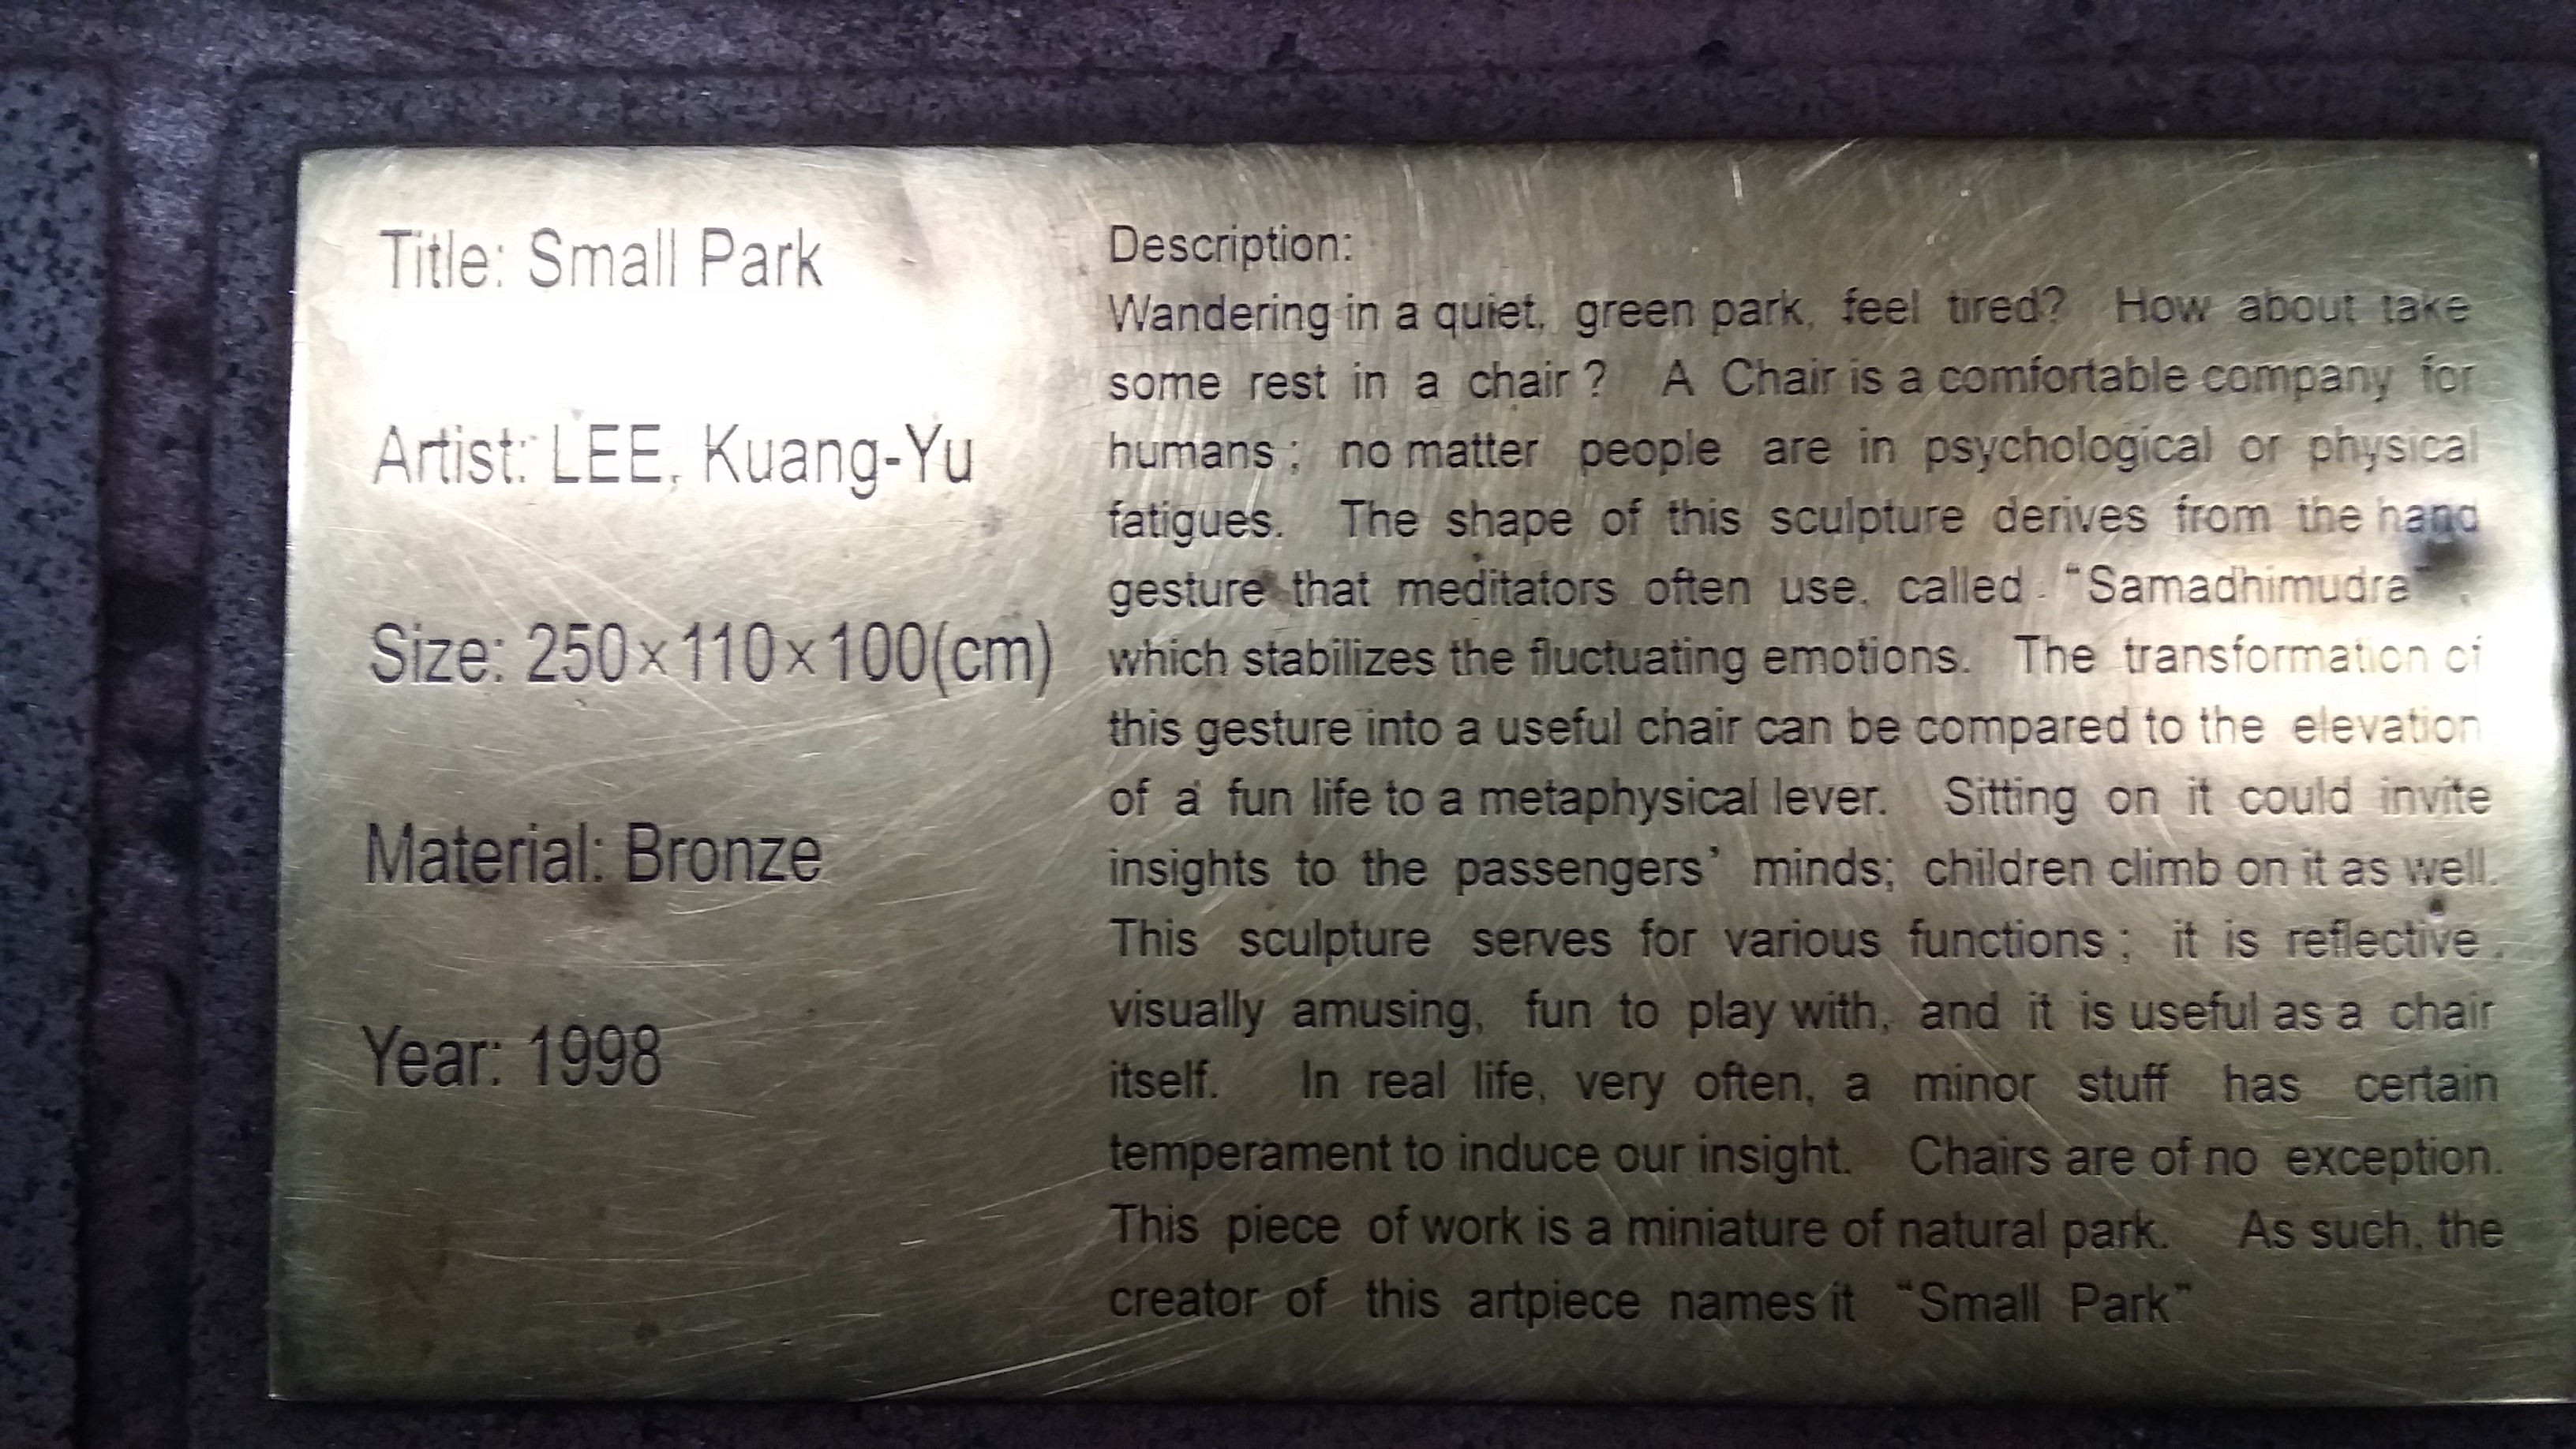 Title: Small Park
Artist: LEE, Kuang-Yu
Size: 250×110×100(cm)
Material: Bronze
Year: 1998
Description:
Wandering in a quiet, green park, feel tired? How about take
some rest in a chair? A Chair is a comfortable company for
humans; no matter people are in psychological or physical
fatigues. The shape of this sculpture derives from the hand
gesture that meditators often use, called "Samadhimudra",
which stabilizes the fluctuating emotions. The transformation of
this gesture into a useful chair can be compared to the elevation
of a fun life to a metaphysical lever. Sitting on it could invite
insights to the passengers' minds; children climb on it as well.
This sculpture serves for various functions; it is reflective,
visually amusing, fun to play with, and it is useful as a chair
itself. In real life, very often, a minor stuff has certain
temperament to induce our insight. Chairs are of no exception.
This piece of work is a miniature of natural park. As such, the
creator of this artpiece names it "Small Park"